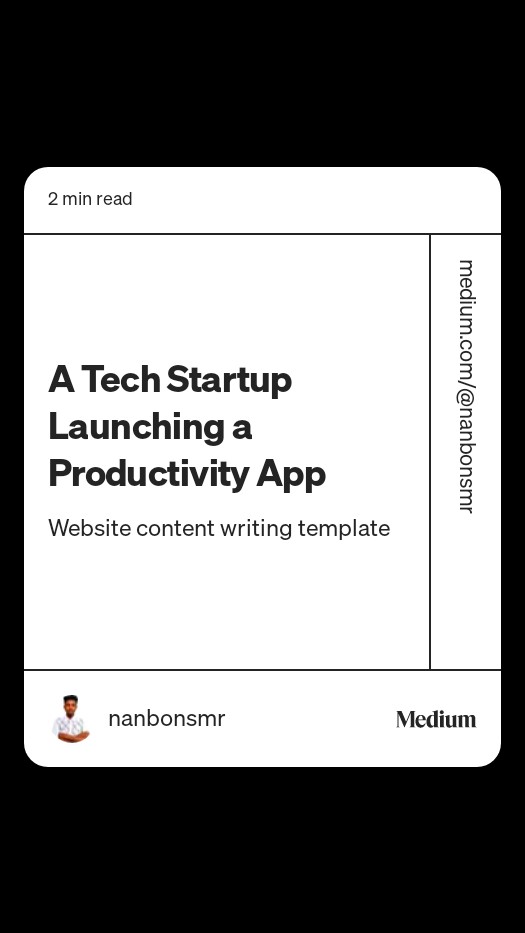 2 min read
A Tech Startup
Launching a
Productivity App
Website content writing template
medium.com/@nanbonsmr
nanbonsmr
Medium